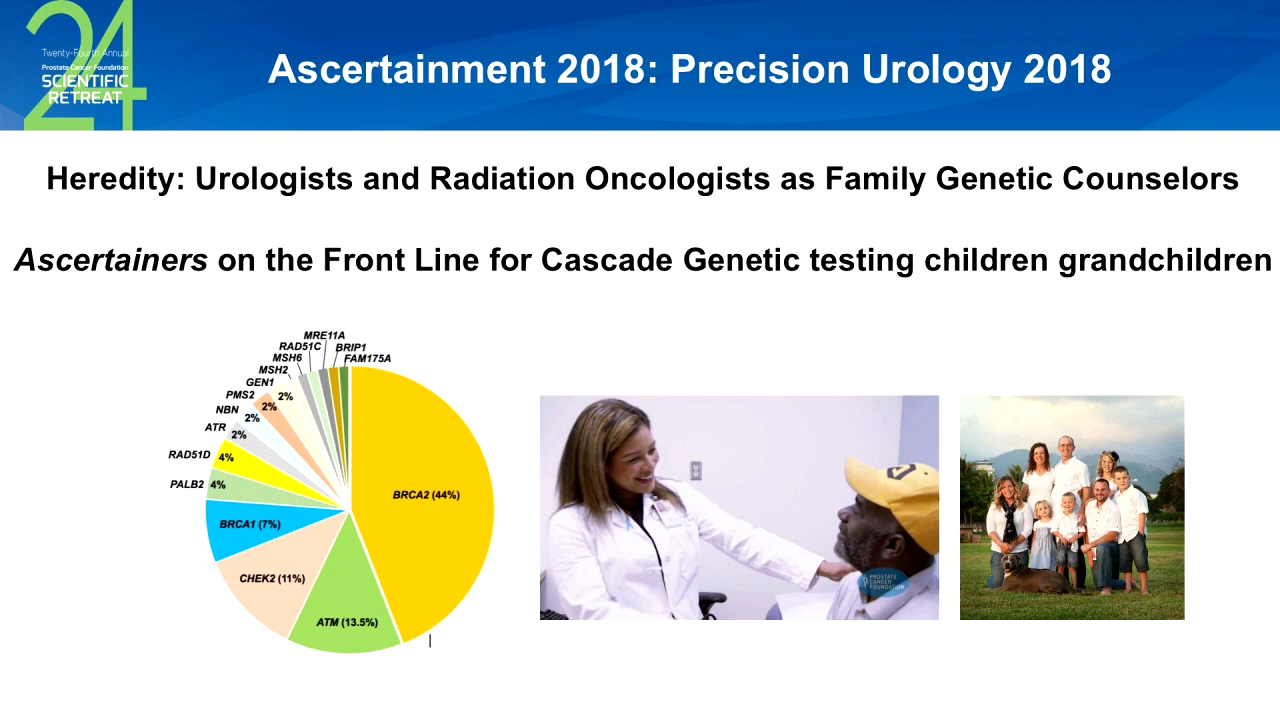 Twenty-Fourth Annual
Prostate Cancer Foundation
SCIENTIFIC
RETREAT
24
Ascertainment 2018: Precision Urology 2018
Heredity: Urologists and Radiation Oncologists as Family Genetic Counselors
Ascertainers on the Front Line for Cascade Genetic testing children grandchildren
MRE11A
RAD51C
BRIP1
MSH6
FAM175A
MSH2
GEN1
PMS2
2%
NBN
2%
2%
ATR
2%
RAD51D
4%
PALB2
4%
BRCA2 (44%)
BRCA1 (7%)
CHEK2 (11%)
ATM (13.5%)
PROSTATE
CANCER
FOUNDATION